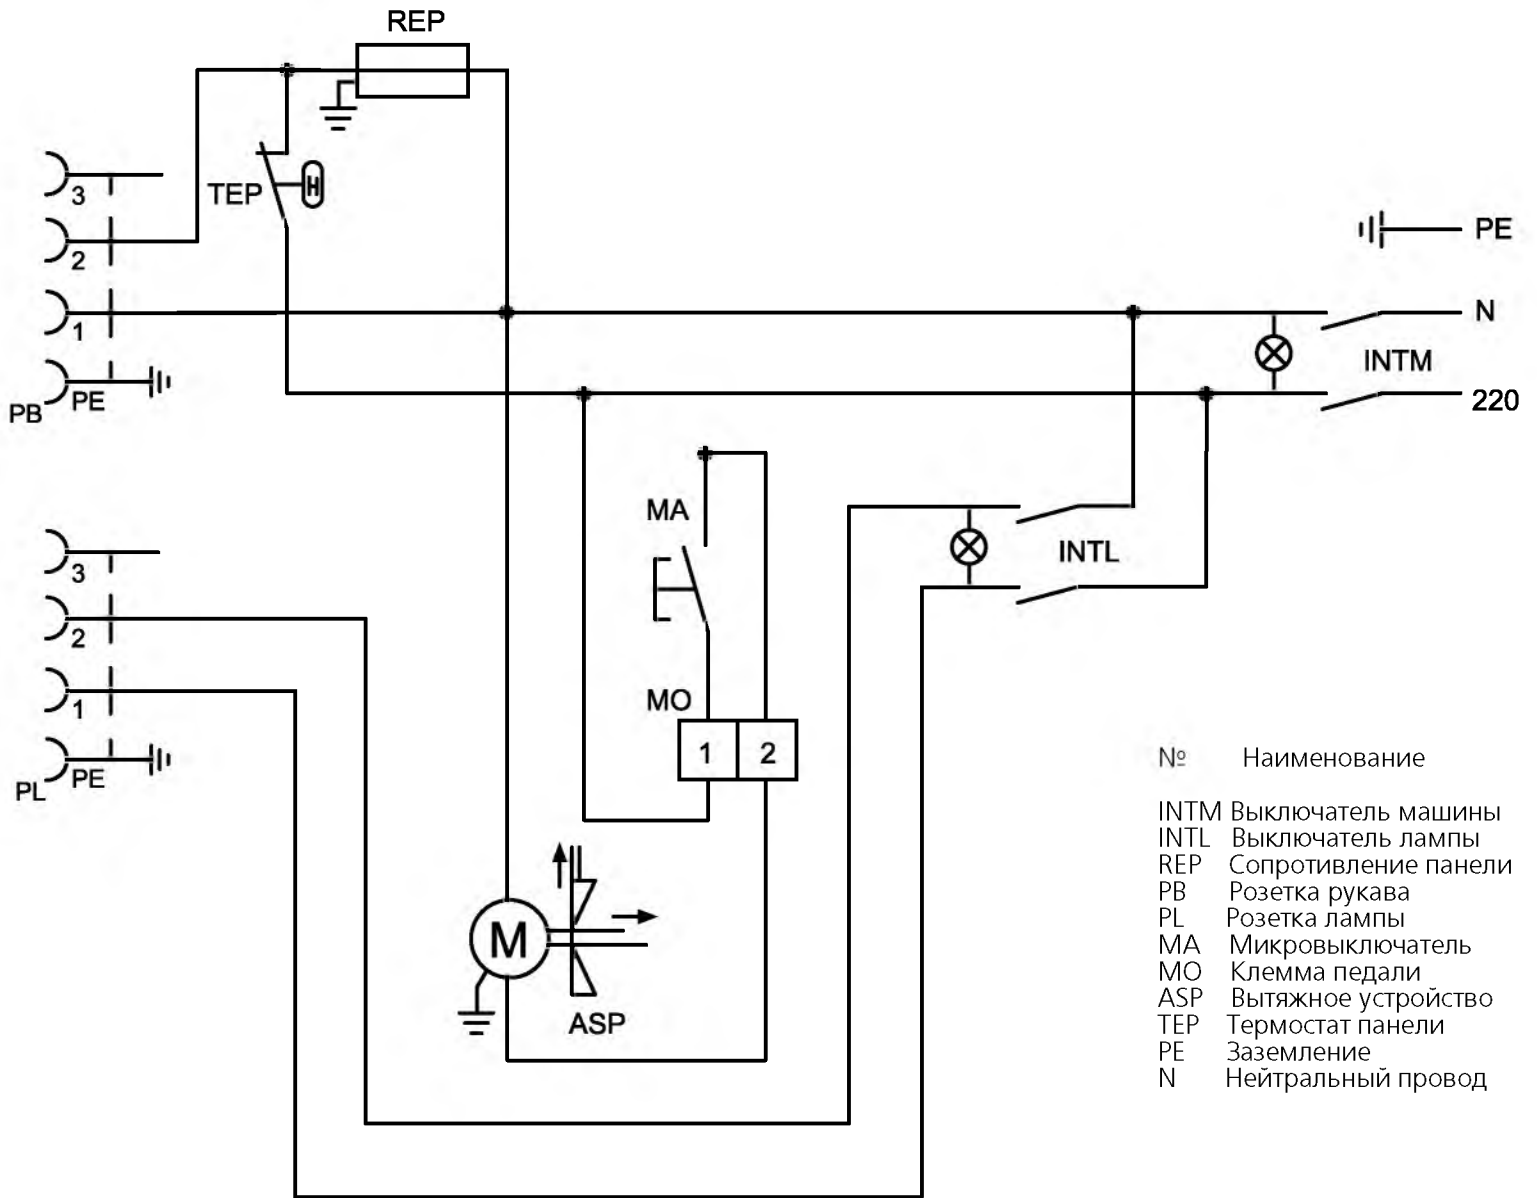 REP
3
TEP
H
2
PE
1
N
INTM
PE
PB
220
MA
3
INTL
2
MO
1
1 2
PE
PL
M
ASP
№ Наименование
INTM Выключатель машины
INTL Выключатель лампы
REP Сопротивление панели
PB Розетка рукава
PL Розетка лампы
MA Микровыключатель
MO Клемма педали
ASP Вытяжное устройство
TEP Термостат панели
PE Заземление
N Нейтральный провод